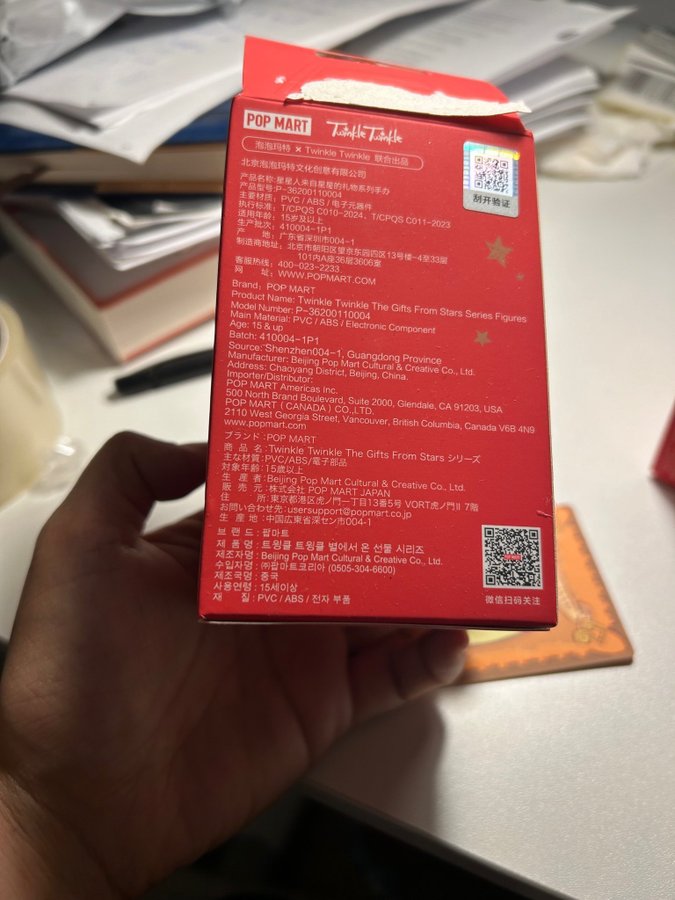 POP MART Twinkle Twinkle
泡泡玛特 × Twinkle Twinkle 联合出品
北京泡泡玛特文化创意有限公司
产品名称:星星人来自星星的礼物系列手办
产品型号:P-36200110004
主要材质: PVC / ABS / 电子元器件
执行标准: T/CPQS C010-2024、T/CPQS C011-2023
适用年龄: 15岁及以上
生产批次: 410004-1P1
产 地: 广东省深圳市004-1
制造商地址: 北京市朝阳区望京东园四区13号楼-4至33层
101内A座36层3606室
客服热线: 400-023-2233
网 址: WWW.POPMART.COM
刮开验证
Brand: POP MART
Product Name: Twinkle Twinkle The Gifts From Stars Series Figures
Model Number: P-36200110004
Main Material: PVC / ABS / Electronic Component
Age: 15 & up
Batch: 410004-1P1
Source: Shenzhen004-1, Guangdong Province
Manufacturer: Beijing Pop Mart Cultural & Creative Co., Ltd.
Address: Chaoyang District, Beijing, China.
Importer/Distributor:
POP MART Americas Inc.
500 North Brand Boulevard, Suite 2000, Glendale, CA 91203, USA
POP MART ( CANADA ) CO.,LTD.
2110 West Georgia Street, Vancouver, British Columbia, Canada V6B 4N9
www.popmart.com
ブランド :POP MART
商 品 名 :Twinkle Twinkle The Gifts From Stars シリーズ
主な材質 :PVC/ABS/電子部品
対象年齢 :15歳以上
生 産 者 :Beijing Pop Mart Cultural & Creative Co., Ltd.
販 売 元 :株式会社 POP MART JAPAN
住 所 :東京都港区虎ノ門一丁目13番5号 VORT虎ノ門II 7階
お問い合わせ先:usersupport@popmart.co.jp
生 産 地 :中国広東省深セン市004-1
브 랜 드 : 팝마트
제 품 명 : 트윙클 트윙클 별에서 온 선물 시리즈
제조자명 : Beijing Pop Mart Cultural & Creative Co., Ltd.
수입자명 : ㈜팝마트코리아 (0505-304-6600)
제조국명 : 중국
사용연령 : 15세이상
재 질 : PVC / ABS / 전자 부품
微信扫码关注